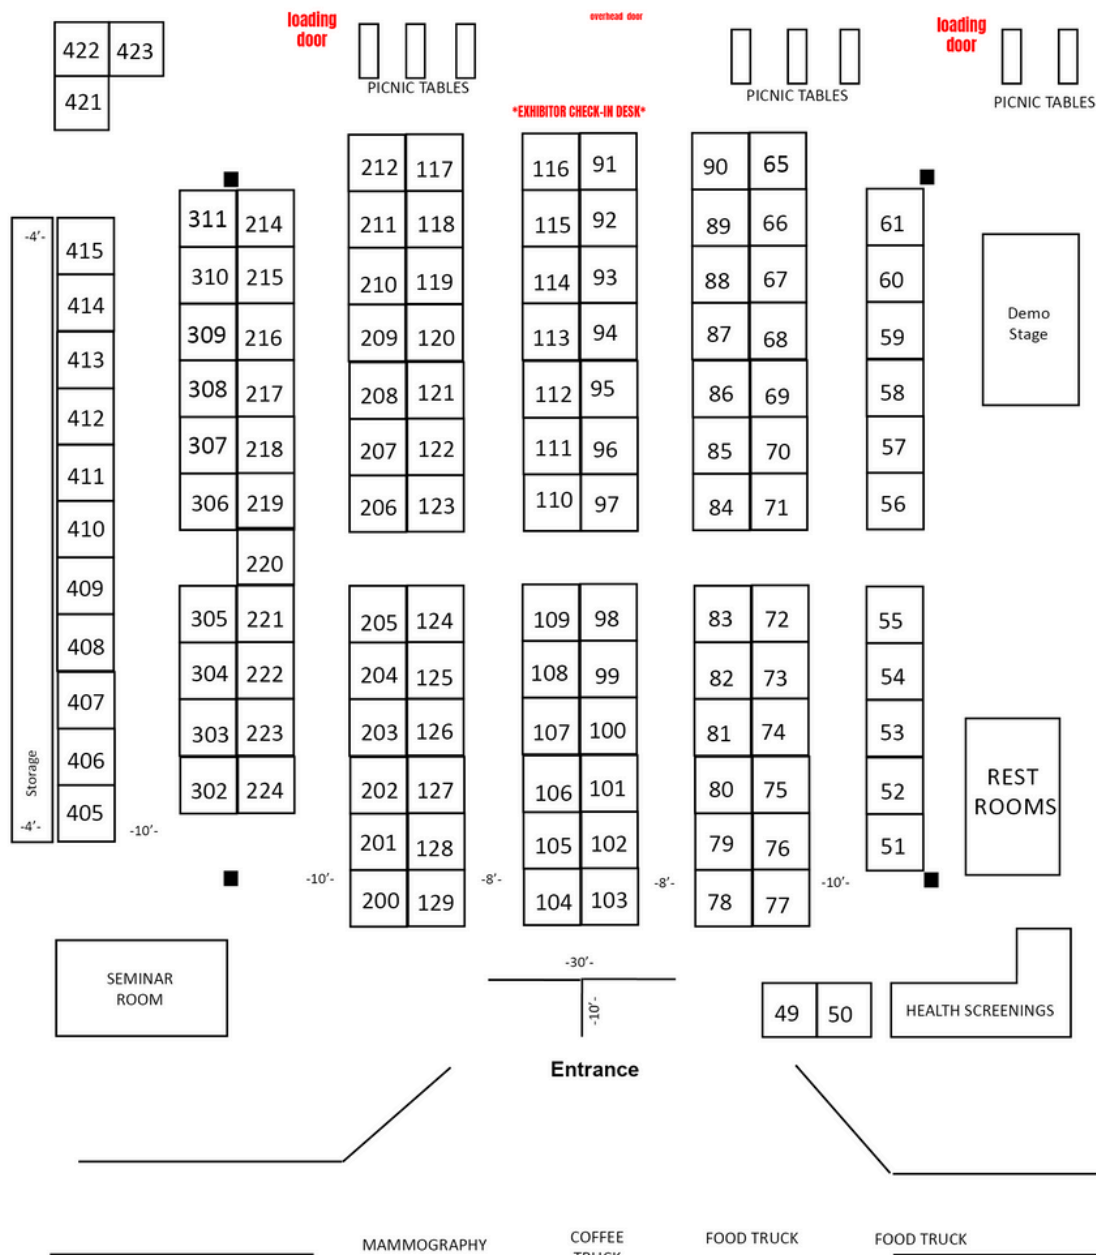 loading
door
overhead door
loading
door
422 423
421
PICNIC TABLES
PICNIC TABLES
PICNIC TABLES
*EXHIBITOR CHECK-IN DESK*
212 117 116 91 90 65
311 214 211 118 115 92 89 66 61
-4'- 415
310 215 210 119 114 93 88 67 60
414
309 216 209 120 113 94 87 68 59
Demo
Stage
413
308 217 208 121 112 95 86 69 58
412
307 218 207 122 111 96 85 70 57
411
306 219 206 123 110 97 84 71 56
410
220
409
305 221 205 124 109 98 83 72 55
408
304 222 204 125 108 99 82 73 54
407
303 223 203 126 107 100 81 74 53
406
Storage
302 224 202 127 106 101 80 75 52
REST
ROOMS
405
-4'- -10'-
201 128 105 102 79 76 51
-10'- -8'- -8'- -10'-
200 129 104 103 78 77
SEMINAR
ROOM
-30'-
-10'-
49 50
HEALTH SCREENINGS
Entrance
MAMMOGRAPHY
COFFEE
TRUCK
FOOD TRUCK
FOOD TRUCK